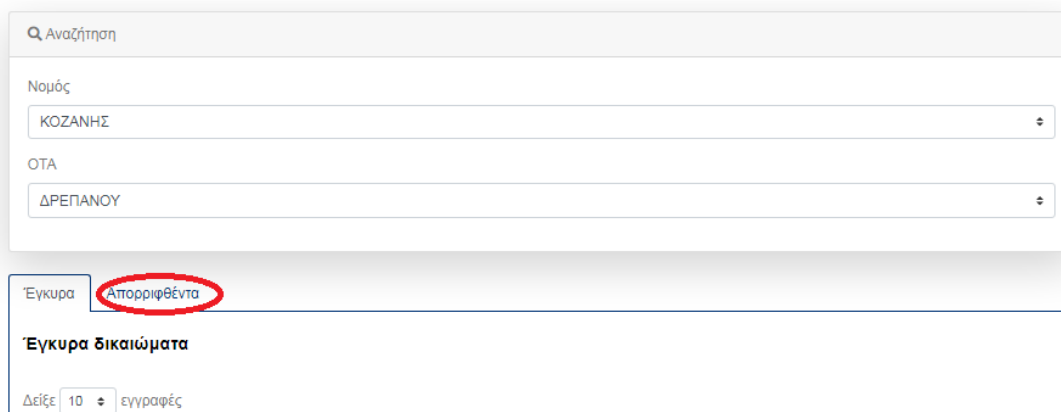 Αναζήτηση
Νομός
ΚΟΖΑΝΗΣ
ΟΤΑ
ΔΡΕΠΑΝΟΥ
Έγκυρα Απορριφθέντα
Έγκυρα δικαιώματα
Δείξε 10 εγγραφές